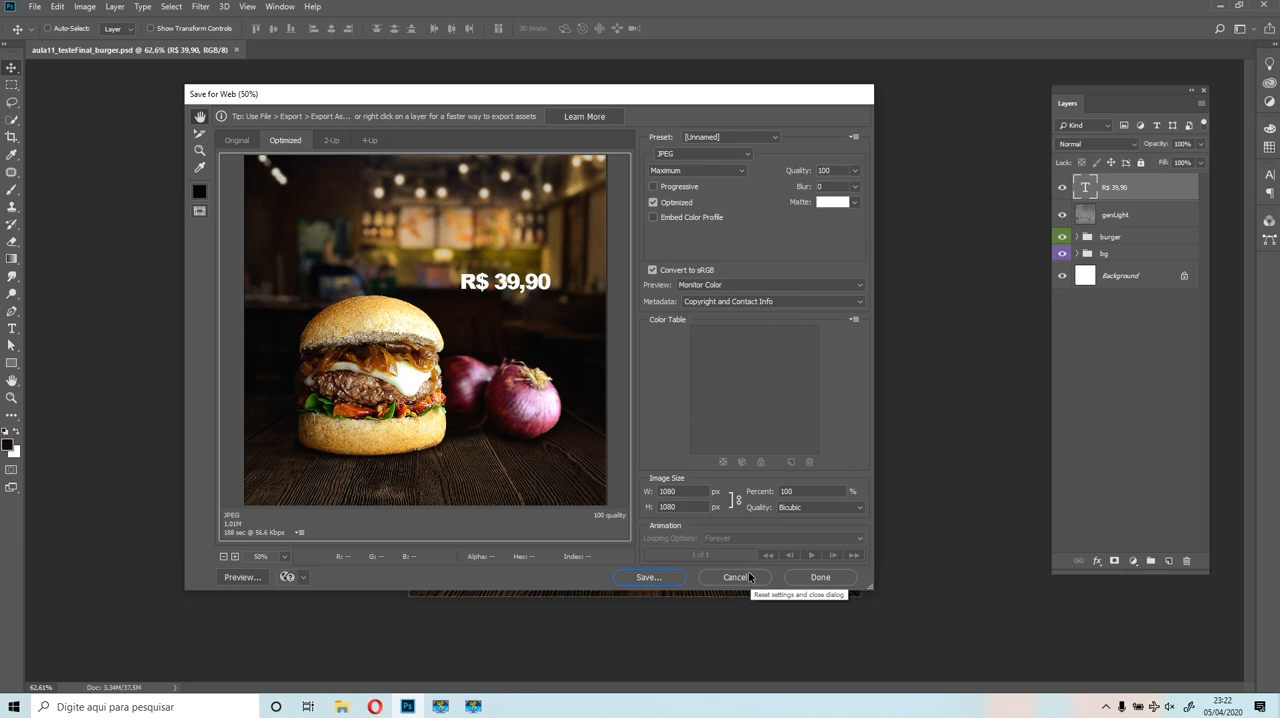 Ps File Edit Image Layer Type Select Filter 3D View Window Help
Auto-Select: Layer Show Transform Controls 3D Mode:
aula11_testeFinal_burger.psd @ 62,6% (R$ 39,90, RGB/8) ×
Save for Web (50%)
Tip: Use File > Export > Export As... or right click on a layer for a faster way to export assets Learn More
Original Optimized 2-Up 4-Up
Preset: [Unnamed]
JPEG
Maximum Quality: 100
Progressive Blur: 0
Optimized Matte:
Embed Color Profile
Convert to sRGB
Preview: Monitor Color
Metadata: Copyright and Contact Info
Color Table
R$ 39,90
Image Size
W: 1080 px Percent: 100 %
H: 1080 px Quality: Bicubic
Animation
Looping Options: Forever
1 of 1
JPEG 100 quality
1.01M
188 sec @ 56.6 Kbps
50% R: -- G: -- B: -- Alpha: -- Hex: -- Index: --
Preview... Save... Cancel Done
Reset settings and close dialog
Layers
Kind
Normal Opacity: 100%
Lock: Fill: 100%
T R$ 39,90
genLight
burger
bg
Background
62,61% Doc: 3,34M/37,5M
Digite aqui para pesquisar
Ps
23:22
05/04/2020